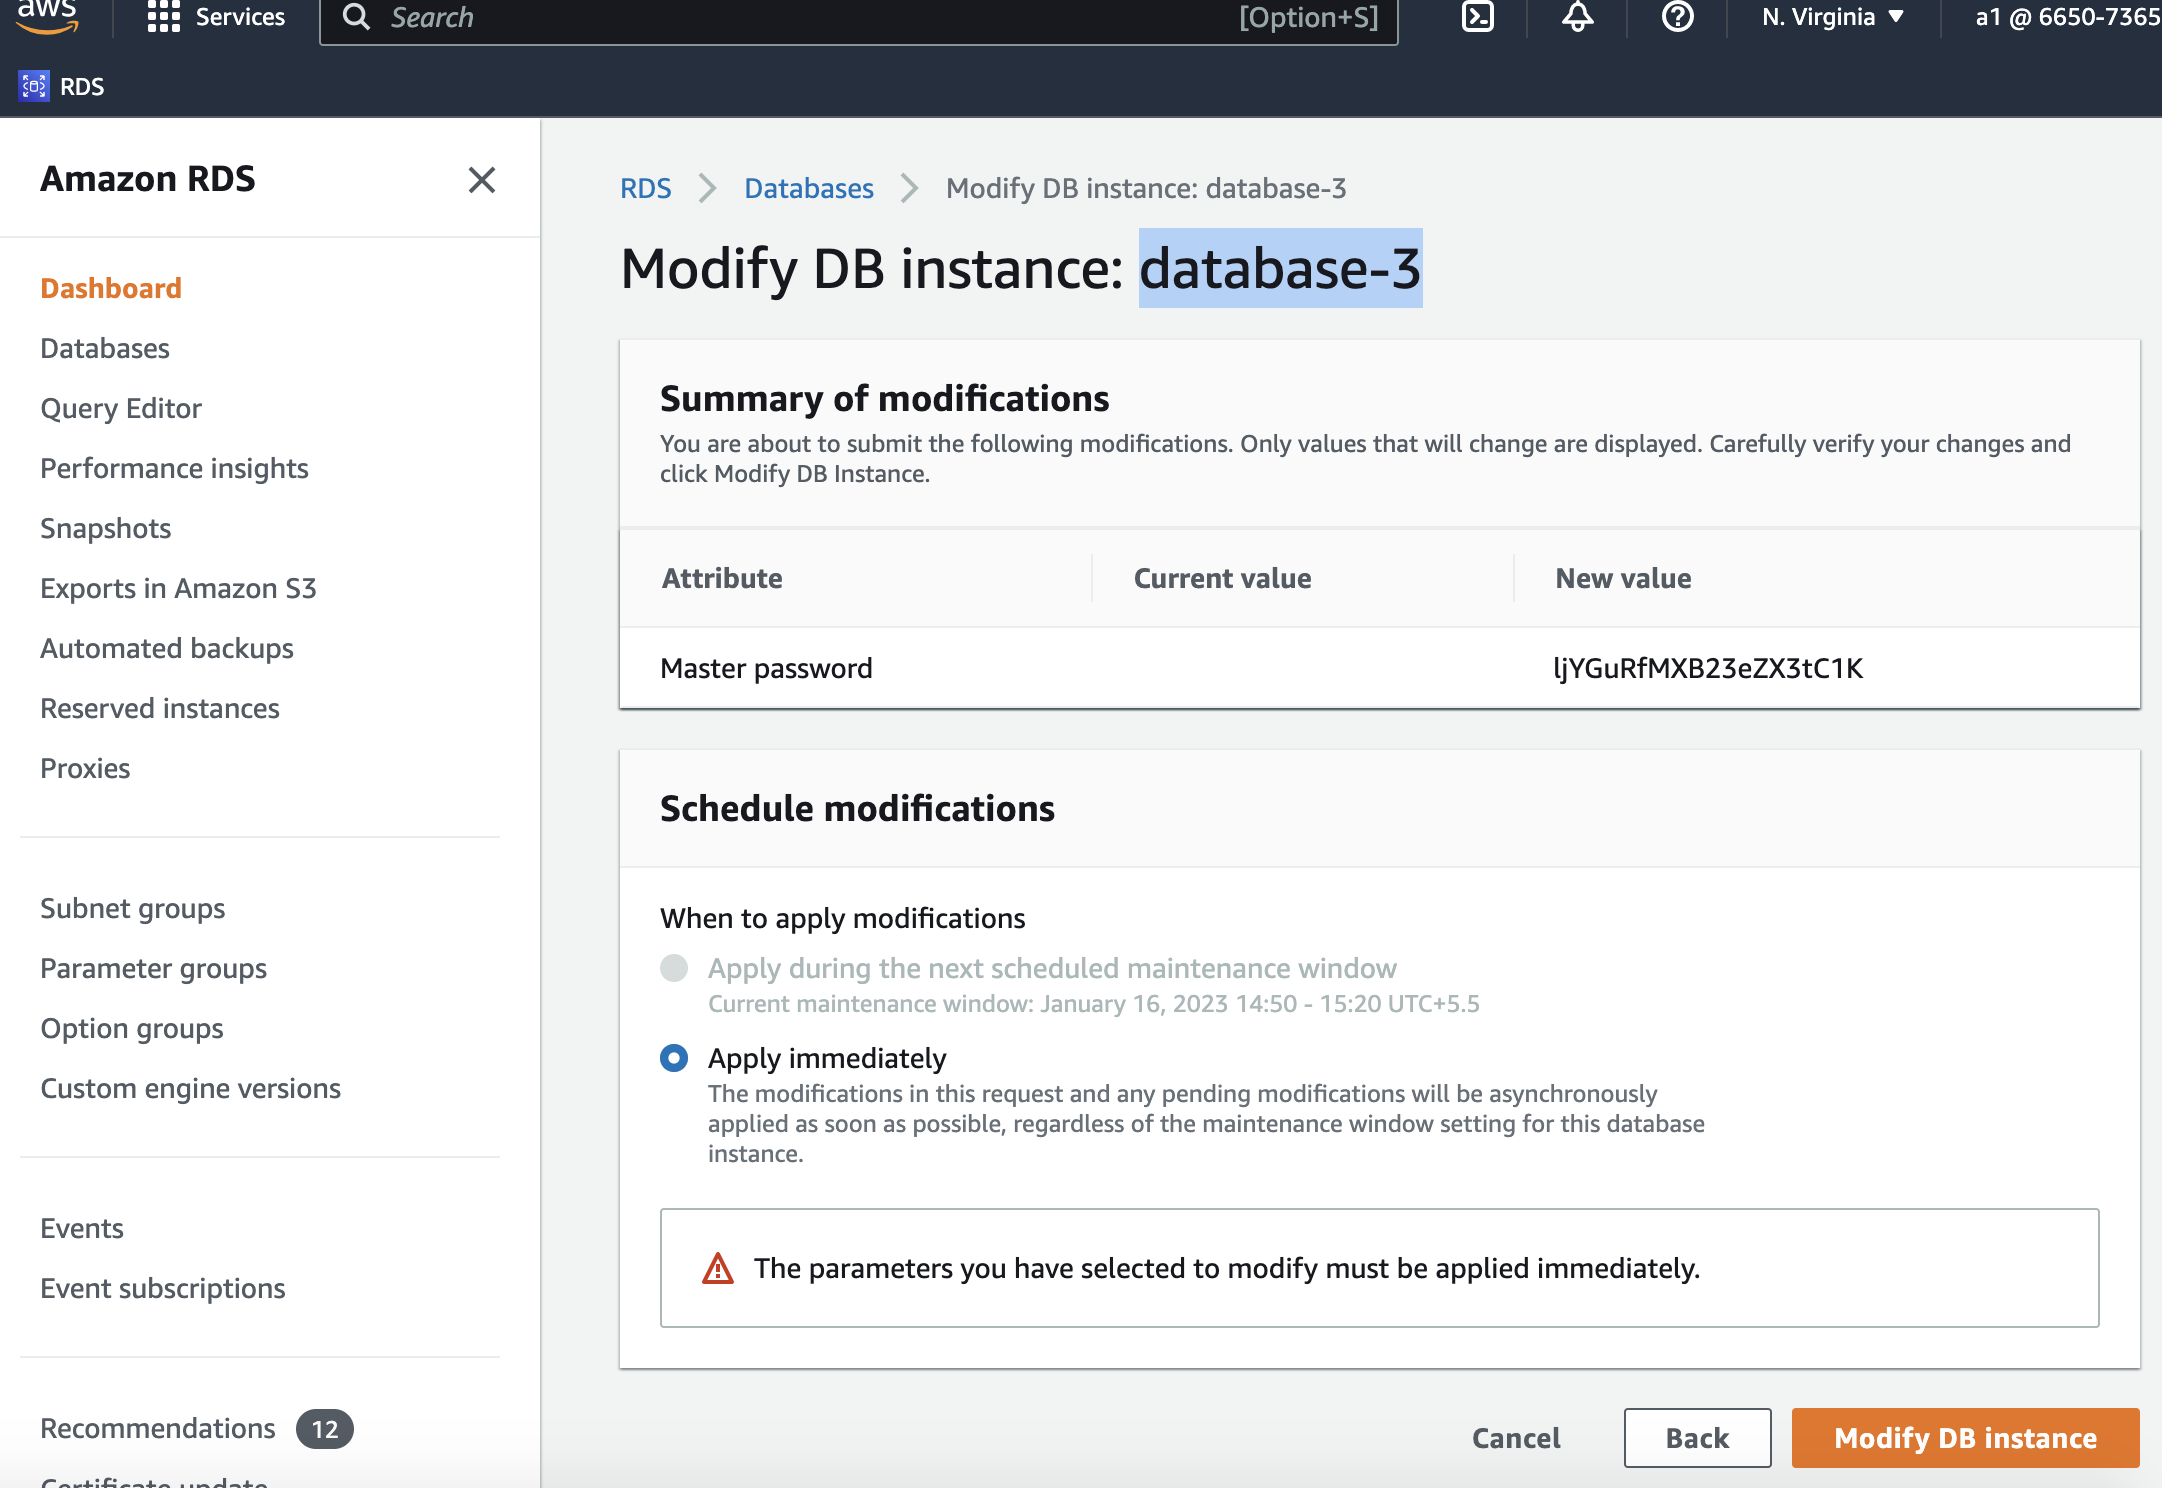 aws
Services
Search
[Option+S]
N. Virginia
a1 @ 6650-7365
RDS
Amazon RDS
Dashboard
Databases
Query Editor
Performance insights
Snapshots
Exports in Amazon S3
Automated backups
Reserved instances
Proxies
Subnet groups
Parameter groups
Option groups
Custom engine versions
Events
Event subscriptions
Recommendations 12
Certificate update
RDS > Databases > Modify DB instance: database-3
Modify DB instance: database-3
Summary of modifications
You are about to submit the following modifications. Only values that will change are displayed. Carefully verify your changes and
click Modify DB Instance.
Attribute Current value New value
Master password ljYGuRfMXB23eZX3tC1K
Schedule modifications
When to apply modifications
Apply during the next scheduled maintenance window
Current maintenance window: January 16, 2023 14:50 - 15:20 UTC+5.5
Apply immediately
The modifications in this request and any pending modifications will be asynchronously
applied as soon as possible, regardless of the maintenance window setting for this database
instance.
The parameters you have selected to modify must be applied immediately.
Cancel
Back
Modify DB instance